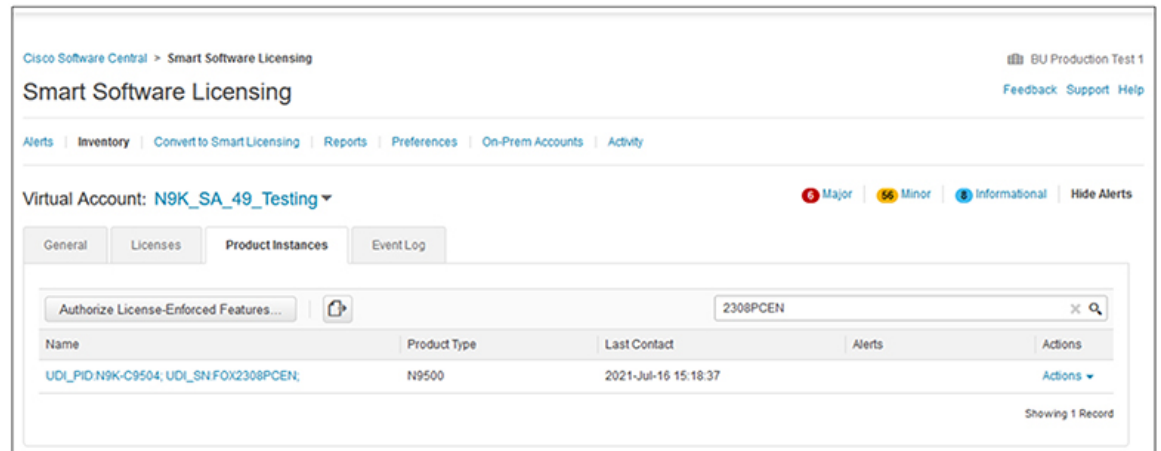 Cisco Software Central > Smart Software Licensing
BU Production Test 1
Smart Software Licensing
Feedback Support Help
Alerts | Inventory | Convert to Smart Licensing | Reports | Preferences | On-Prem Accounts | Activity
Virtual Account: N9K_SA_49_Testing
6 Major | 56 Minor | 8 Informational | Hide Alerts
General Licenses Product Instances Event Log
Authorize License-Enforced Features... 2308PCEN
Name Product Type Last Contact Alerts Actions
UDI_PID:N9K-C9504; UDI_SN:FOX2308PCEN; N9500 2021-Jul-16 15:18:37 Actions
Showing 1 Record